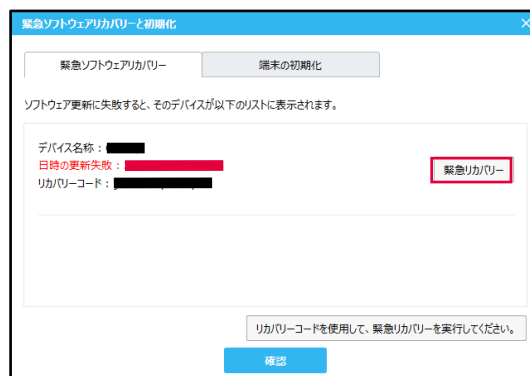 緊急ソフトウェアリカバリーと初期化
緊急ソフトウェアリカバリー
端末の初期化
ソフトウェア更新に失敗すると、そのデバイスが以下のリストに表示されます。
デバイス名称：
日時の更新失敗：
リカバリーコード：
緊急リカバリー
リカバリーコードを使用して、緊急リカバリーを実行してください。
確認